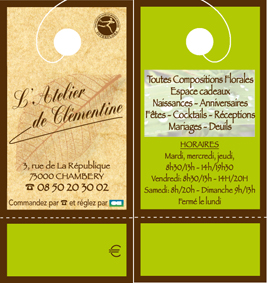 L'Atelier
de Clémentine
3, rue de La République
73000 CHAMBERY
☎ 08 50 20 30 02
Commandez par ☎ et réglez par
€
Toutes Compositions Florales
Espace cadeaux
Naissances - Anniversaires
Fêtes - Cocktails - Réceptions
Mariages - Deuils
HORAIRES
Mardi, mercredi, jeudi,
8h30/13h - 14h/19h30
Vendredi: 8h30/13h - 14H/20H
Samedi: 8h/20h - Dimanche 9h/13h
Fermé le lundi